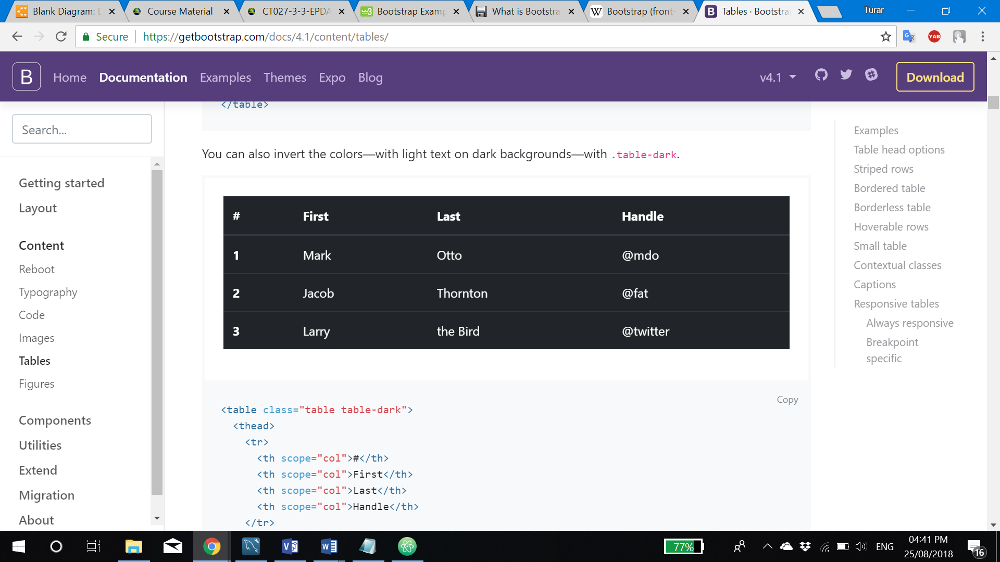 Blank Diagram: L
Course Material
CT027-3-3-EPDA
Bootstrap Examp
What is Bootstra
Bootstrap (front-
Tables · Bootstra
Turar
Secure
https://getbootstrap.com/docs/4.1/content/tables/
YAB
B
Home
Documentation
Examples
Themes
Expo
Blog
v4.1
Download
Search...
Getting started
Layout
Content
Reboot
Typography
Code
Images
Tables
Figures
Components
Utilities
Extend
Migration
About
</table>
You can also invert the colors—with light text on dark backgrounds—with .table-dark.
# First Last Handle
1 Mark Otto @mdo
2 Jacob Thornton @fat
3 Larry the Bird @twitter
Copy
<table class="table table-dark">
<thead>
<tr>
<th scope="col">#</th>
<th scope="col">First</th>
<th scope="col">Last</th>
<th scope="col">Handle</th>
</tr>
Examples
Table head options
Striped rows
Bordered table
Borderless table
Hoverable rows
Small table
Contextual classes
Captions
Responsive tables
Always responsive
Breakpoint
specific
77%
ENG
04:41 PM
25/08/2018
16